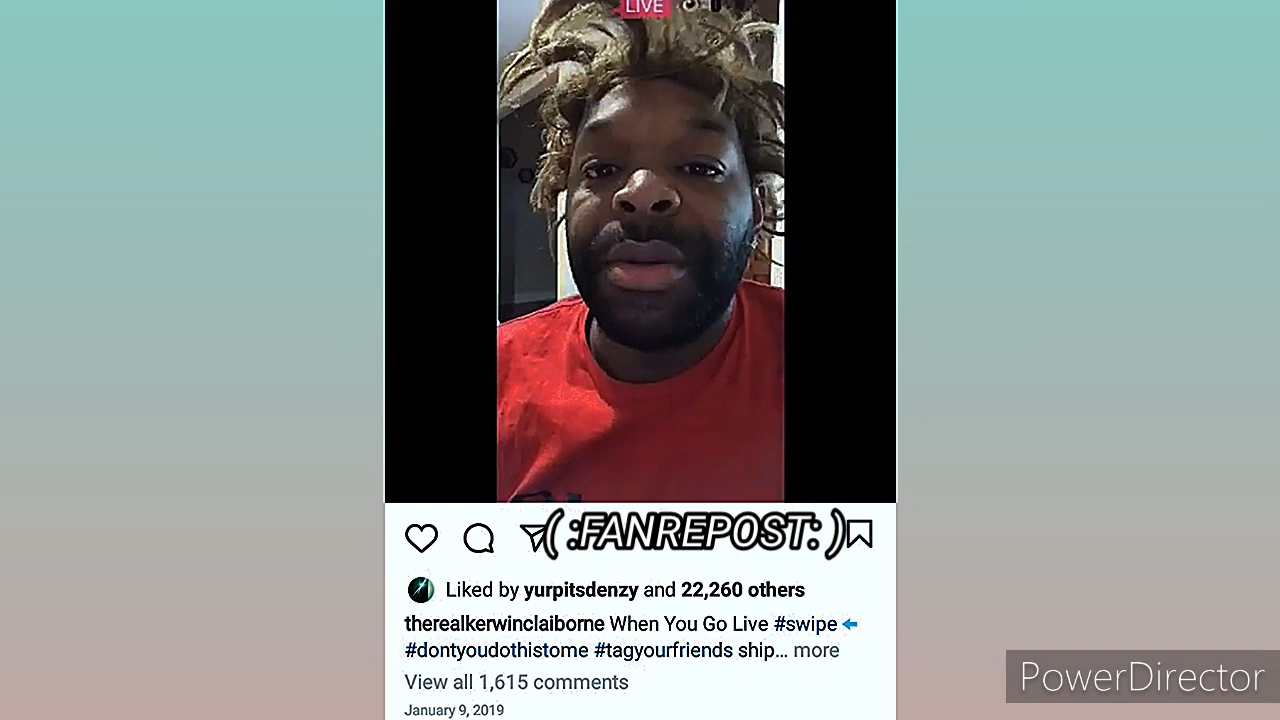 LIVE
( :FANREPOST: )
Liked by yurpitsdenzy and 22,260 others
therealkerwinclaiborne When You Go Live #swipe
#dontyoudothistome #tagyourfriends ship... more
View all 1,615 comments
January 9, 2019
PowerDirector